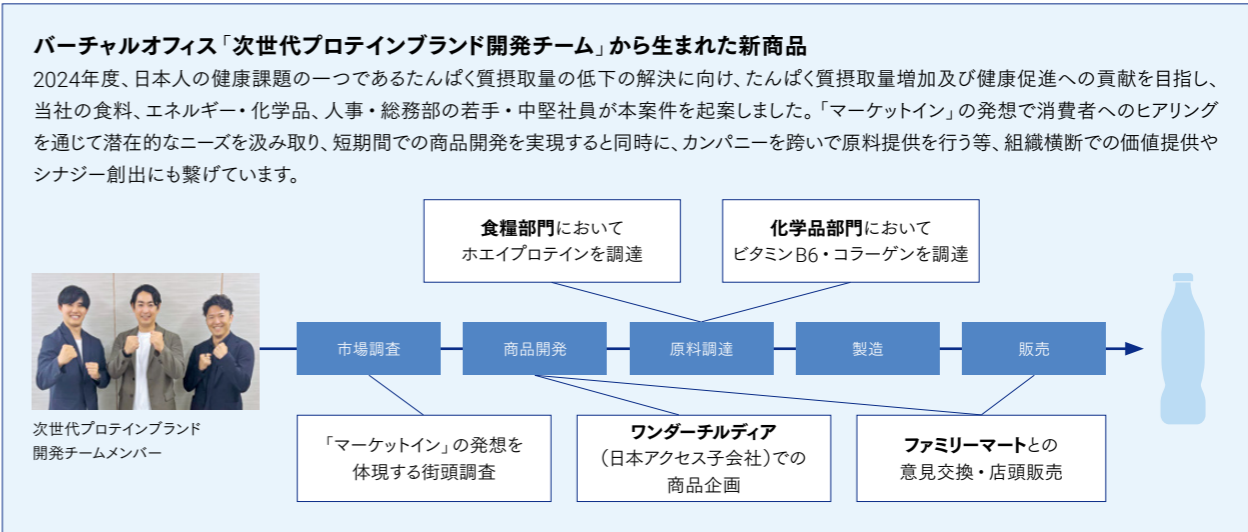 バーチャルオフィス「次世代プロテインブランド開発チーム」から生まれた新商品
2024年度、日本人の健康課題の一つであるたんぱく質摂取量の低下の解決に向け、たんぱく質摂取量増加及び健康促進への貢献を目指し、
当社の食料、エネルギー・化学品、人事・総務部の若手・中堅社員が本案件を起案しました。「マーケットイン」の発想で消費者へのヒアリング
を通じて潜在的なニーズを汲み取り、短期間での商品開発を実現すると同時に、カンパニーを跨いで原料提供を行う等、組織横断での価値提供や
シナジー創出にも繋げています。
食糧部門において
ホエイプロテインを調達
化学品部門において
ビタミンB6・コラーゲンを調達
市場調査
商品開発
原料調達
製造
販売
次世代プロテインブランド
開発チームメンバー
「マーケットイン」の発想を
体現する街頭調査
ワンダーチルディア
（日本アクセス子会社）での
商品企画
ファミリーマートとの
意見交換・店頭販売